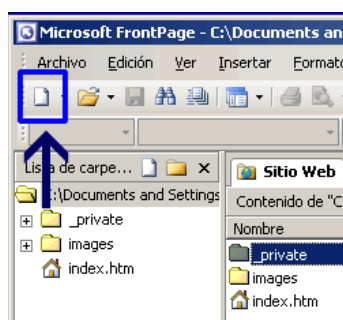 Microsoft FrontPage - C:\Documents an
Archivo Edición Ver Insertar Formato
Lista de carpe... Sitio Web
C:\Documents and Settings Contenido de "C
Nombre
_private _private
images images
index.htm index.htm